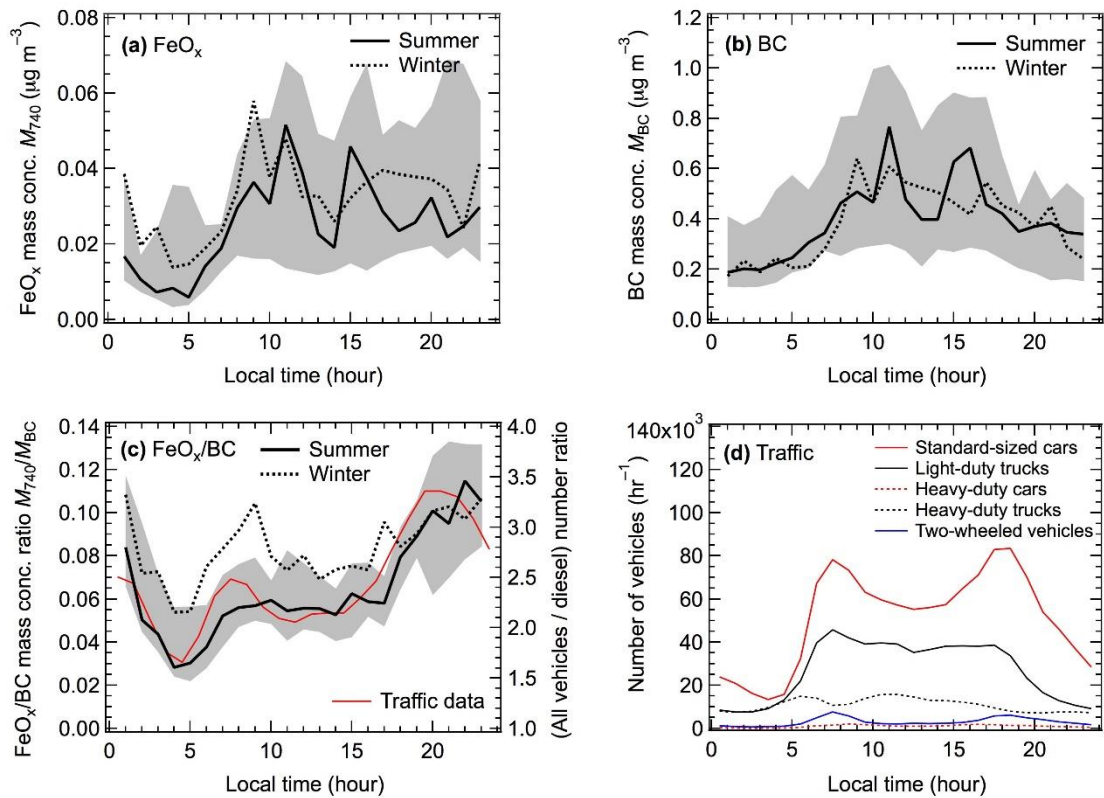 (a) FeOₓ
Summer
Winter
FeOₓ mass conc. M₇₄₀ (μg m⁻³)
0.08
0.06
0.04
0.02
0.00
0 5 10 15 20
Local time (hour)
(b) BC
Summer
Winter
BC mass conc. M_BC (μg m⁻³)
1.2
1.0
0.8
0.6
0.4
0.2
0.0
0 5 10 15 20
Local time (hour)
(c) FeOₓ/BC
Summer
Winter
FeOₓ/BC mass conc. ratio M₇₄₀/M_BC
0.14
0.12
0.10
0.08
0.06
0.04
0.02
0.00
4.0
3.5
3.0
2.5
2.0
1.5
1.0
(All vehicles / diesel) number ratio
Traffic data
0 5 10 15 20
Local time (hour)
(d) Traffic
Standard-sized cars
Light-duty trucks
Heavy-duty cars
Heavy-duty trucks
Two-wheeled vehicles
Number of vehicles (hr⁻¹)
140x10³
120
100
80
60
40
20
0
0 5 10 15 20
Local time (hour)